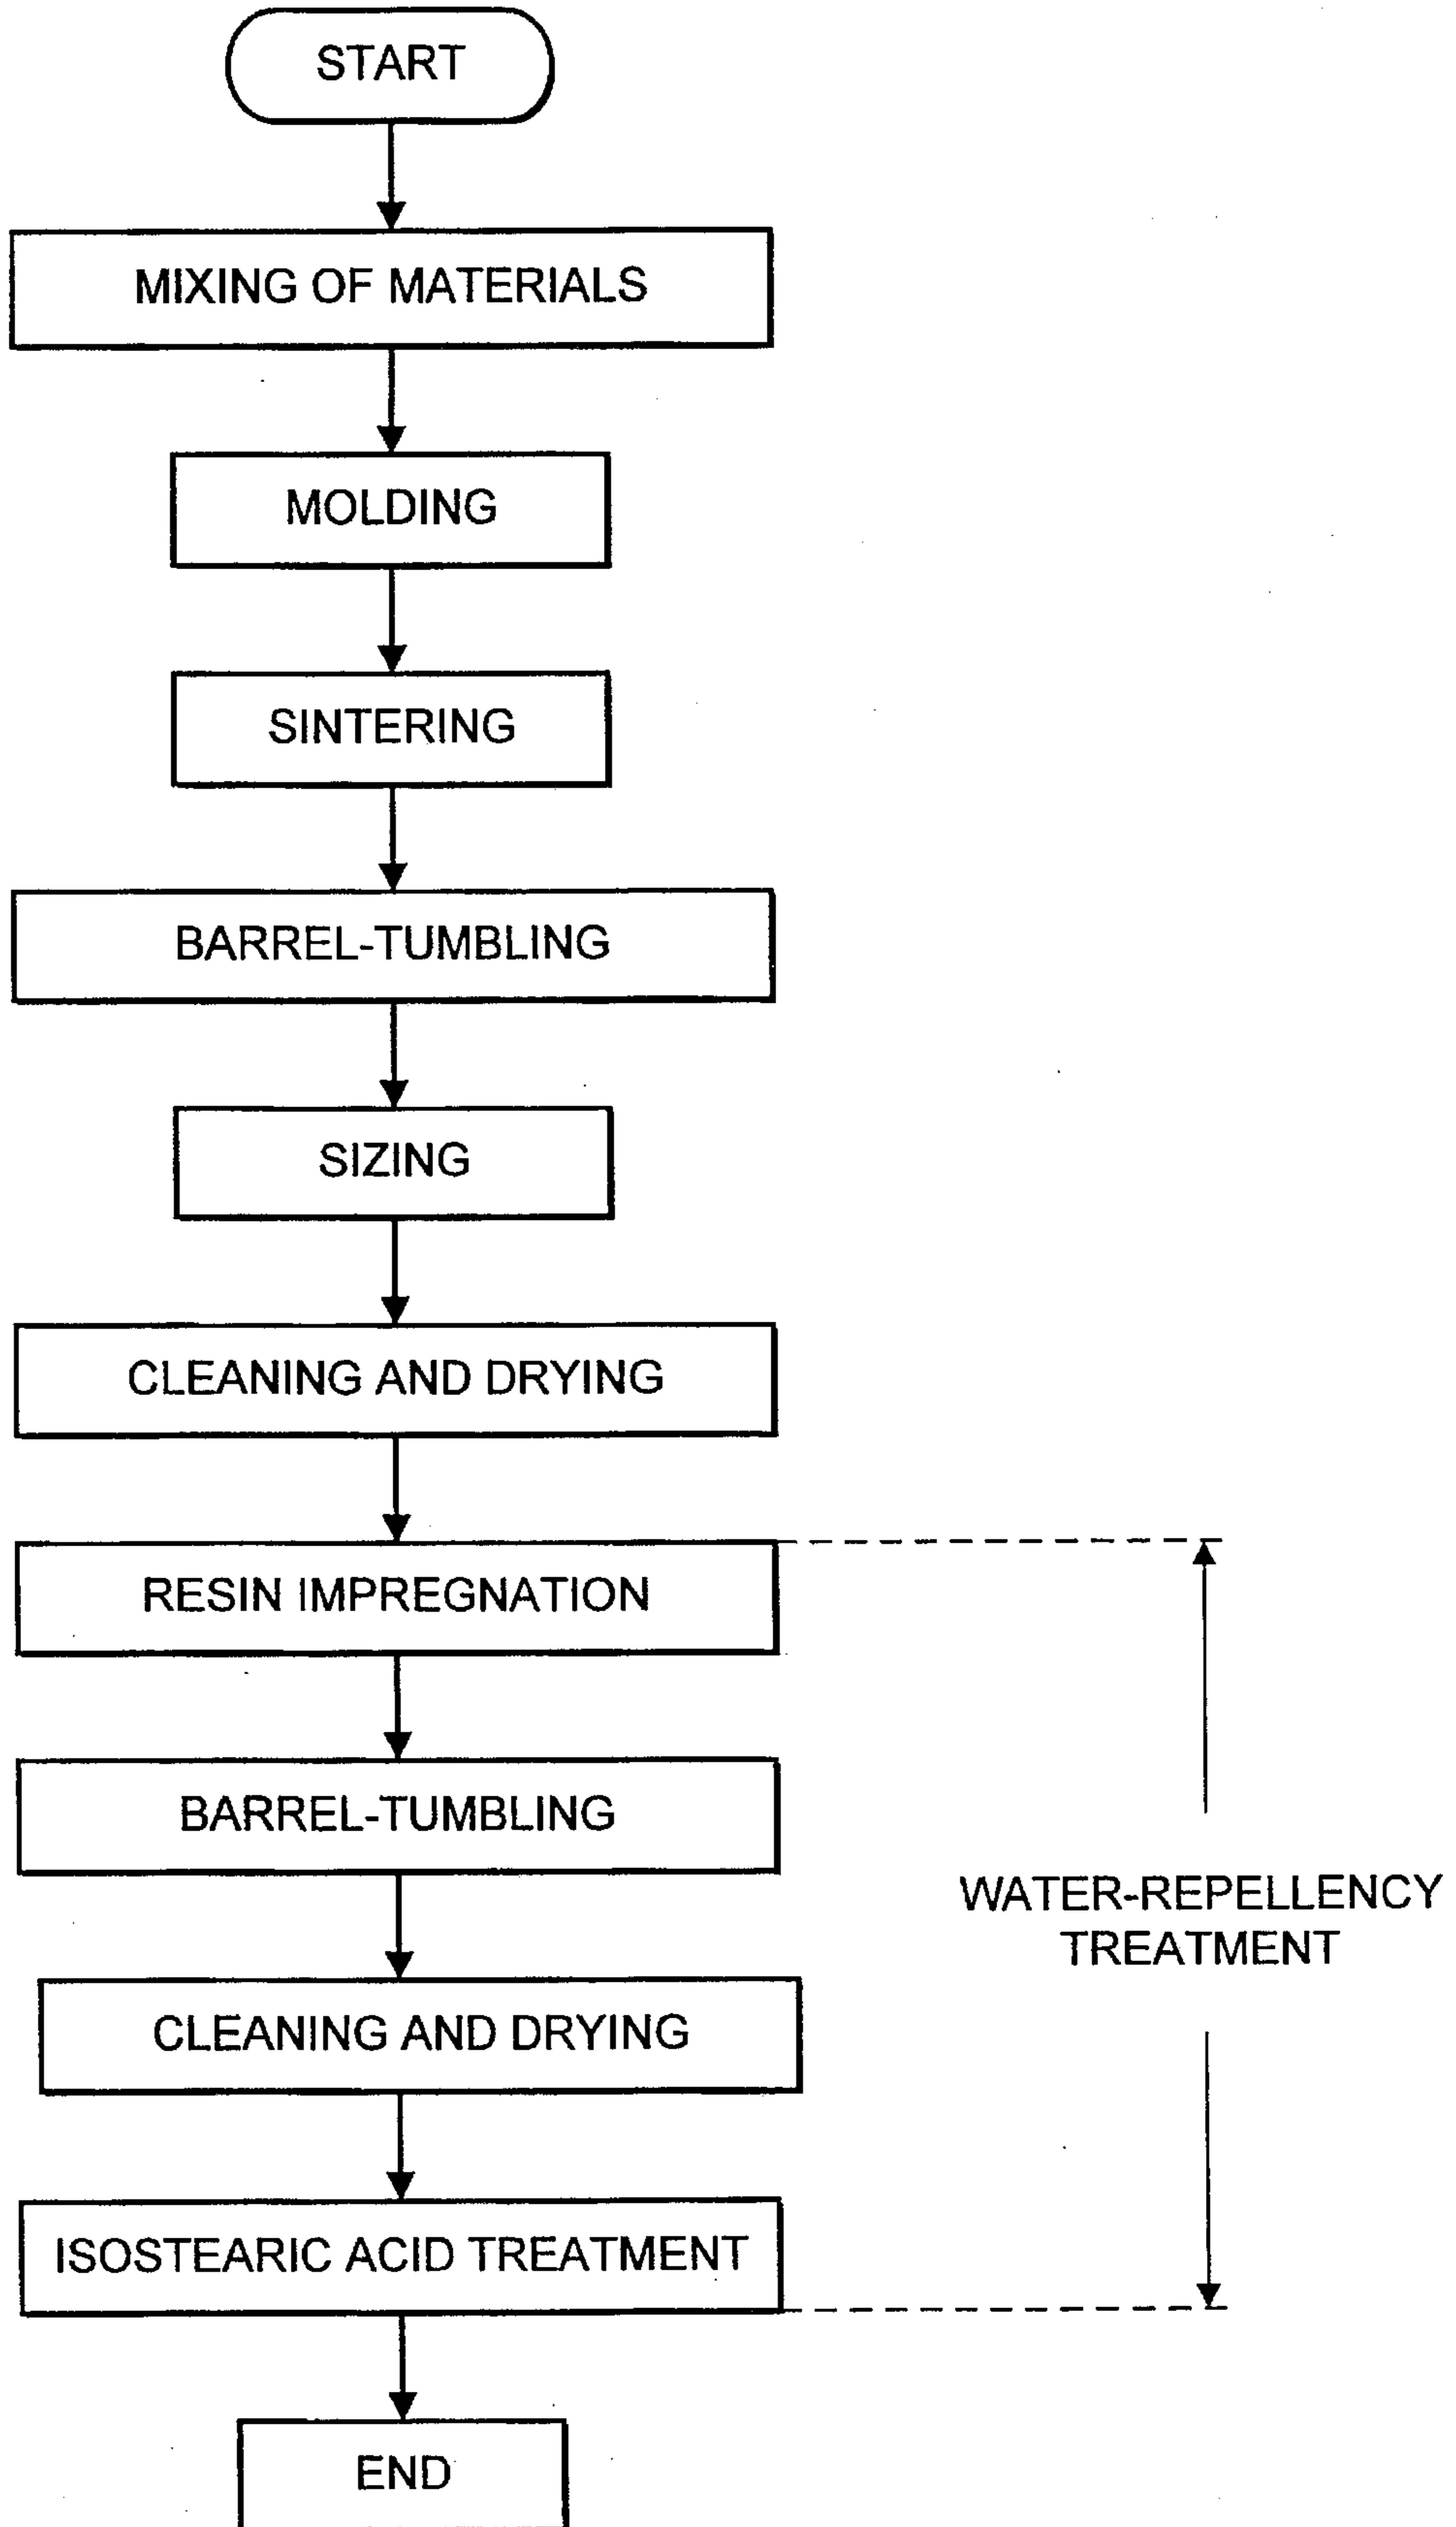 START
MIXING OF MATERIALS
MOLDING
SINTERING
BARREL-TUMBLING
SIZING
CLEANING AND DRYING
RESIN IMPREGNATION
BARREL-TUMBLING
WATER-REPELLENCY
TREATMENT
CLEANING AND DRYING
ISOSTEARIC ACID TREATMENT
END